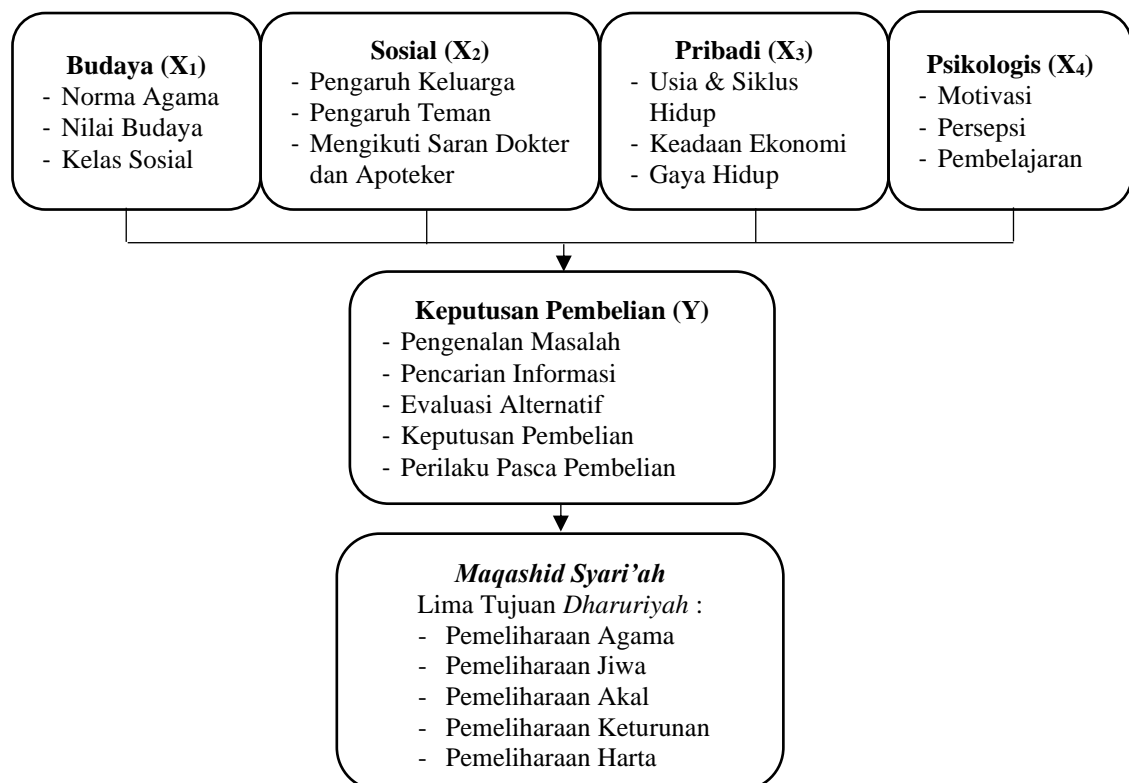 Budaya (X₁)
- Norma Agama
- Nilai Budaya
- Kelas Sosial
Sosial (X₂)
- Pengaruh Keluarga
- Pengaruh Teman
- Mengikuti Saran Dokter
dan Apoteker
Pribadi (X₃)
- Usia & Siklus
Hidup
- Keadaan Ekonomi
- Gaya Hidup
Psikologis (X₄)
- Motivasi
- Persepsi
- Pembelajaran
Keputusan Pembelian (Y)
- Pengenalan Masalah
- Pencarian Informasi
- Evaluasi Alternatif
- Keputusan Pembelian
- Perilaku Pasca Pembelian
Maqashid Syari’ah
Lima Tujuan Dharuriyah :
- Pemeliharaan Agama
- Pemeliharaan Jiwa
- Pemeliharaan Akal
- Pemeliharaan Keturunan
- Pemeliharaan Harta